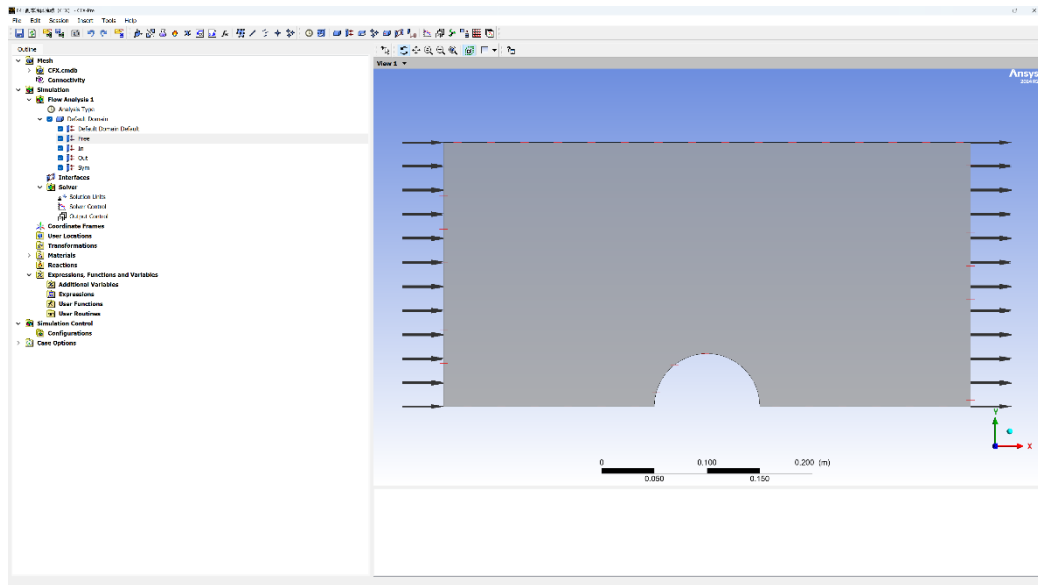 File Edit Session Insert Tools Help
Outline
Mesh
CFX.cmdb
Connectivity
Simulation
Flow Analysis 1
Analysis Type
Default Domain
Default Domain Default
Free
In
Out
Sym
Interfaces
Solver
Solution Units
Solver Control
Output Control
Coordinate Frames
User Locations
Transformations
Materials
Reactions
Expressions, Functions and Variables
Additional Variables
Expressions
User Functions
User Routines
Simulation Control
Configurations
Case Options
View 1
Ansys
0 0.100 0.200 (m)
0.050 0.150
Y
X